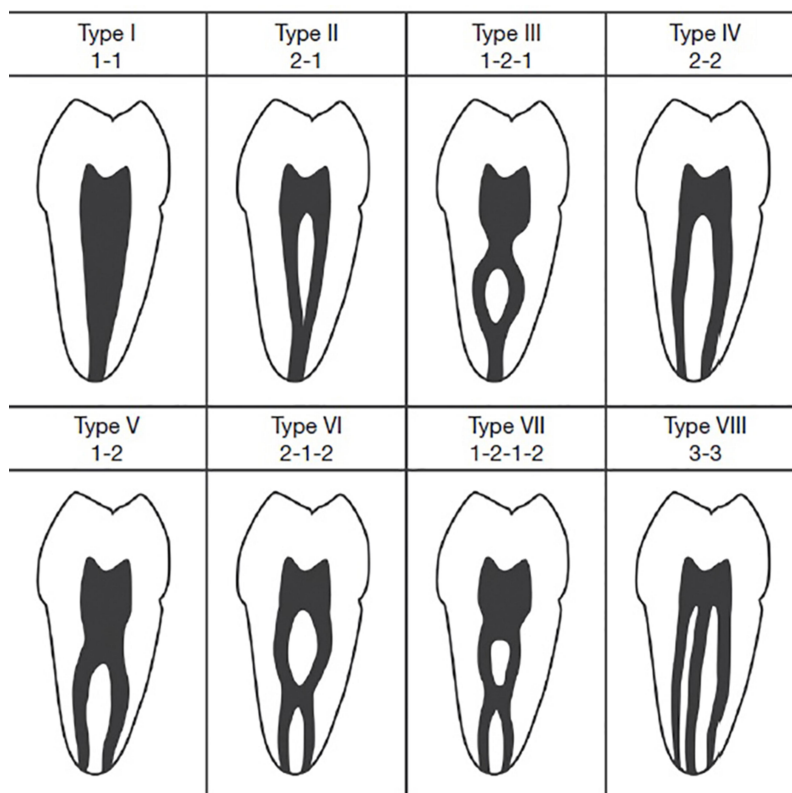 Type I
1-1
Type II
2-1
Type III
1-2-1
Type IV
2-2
Type V
1-2
Type VI
2-1-2
Type VII
1-2-1-2
Type VIII
3-3